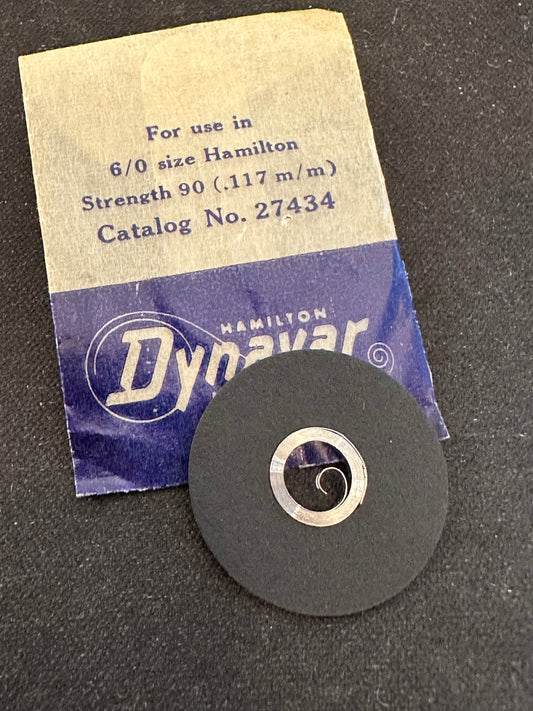 For use in
6/0 size Hamilton
Strength 90 (.117 m/m)
Catalog No. 27434
HAMILTON
Dynavar